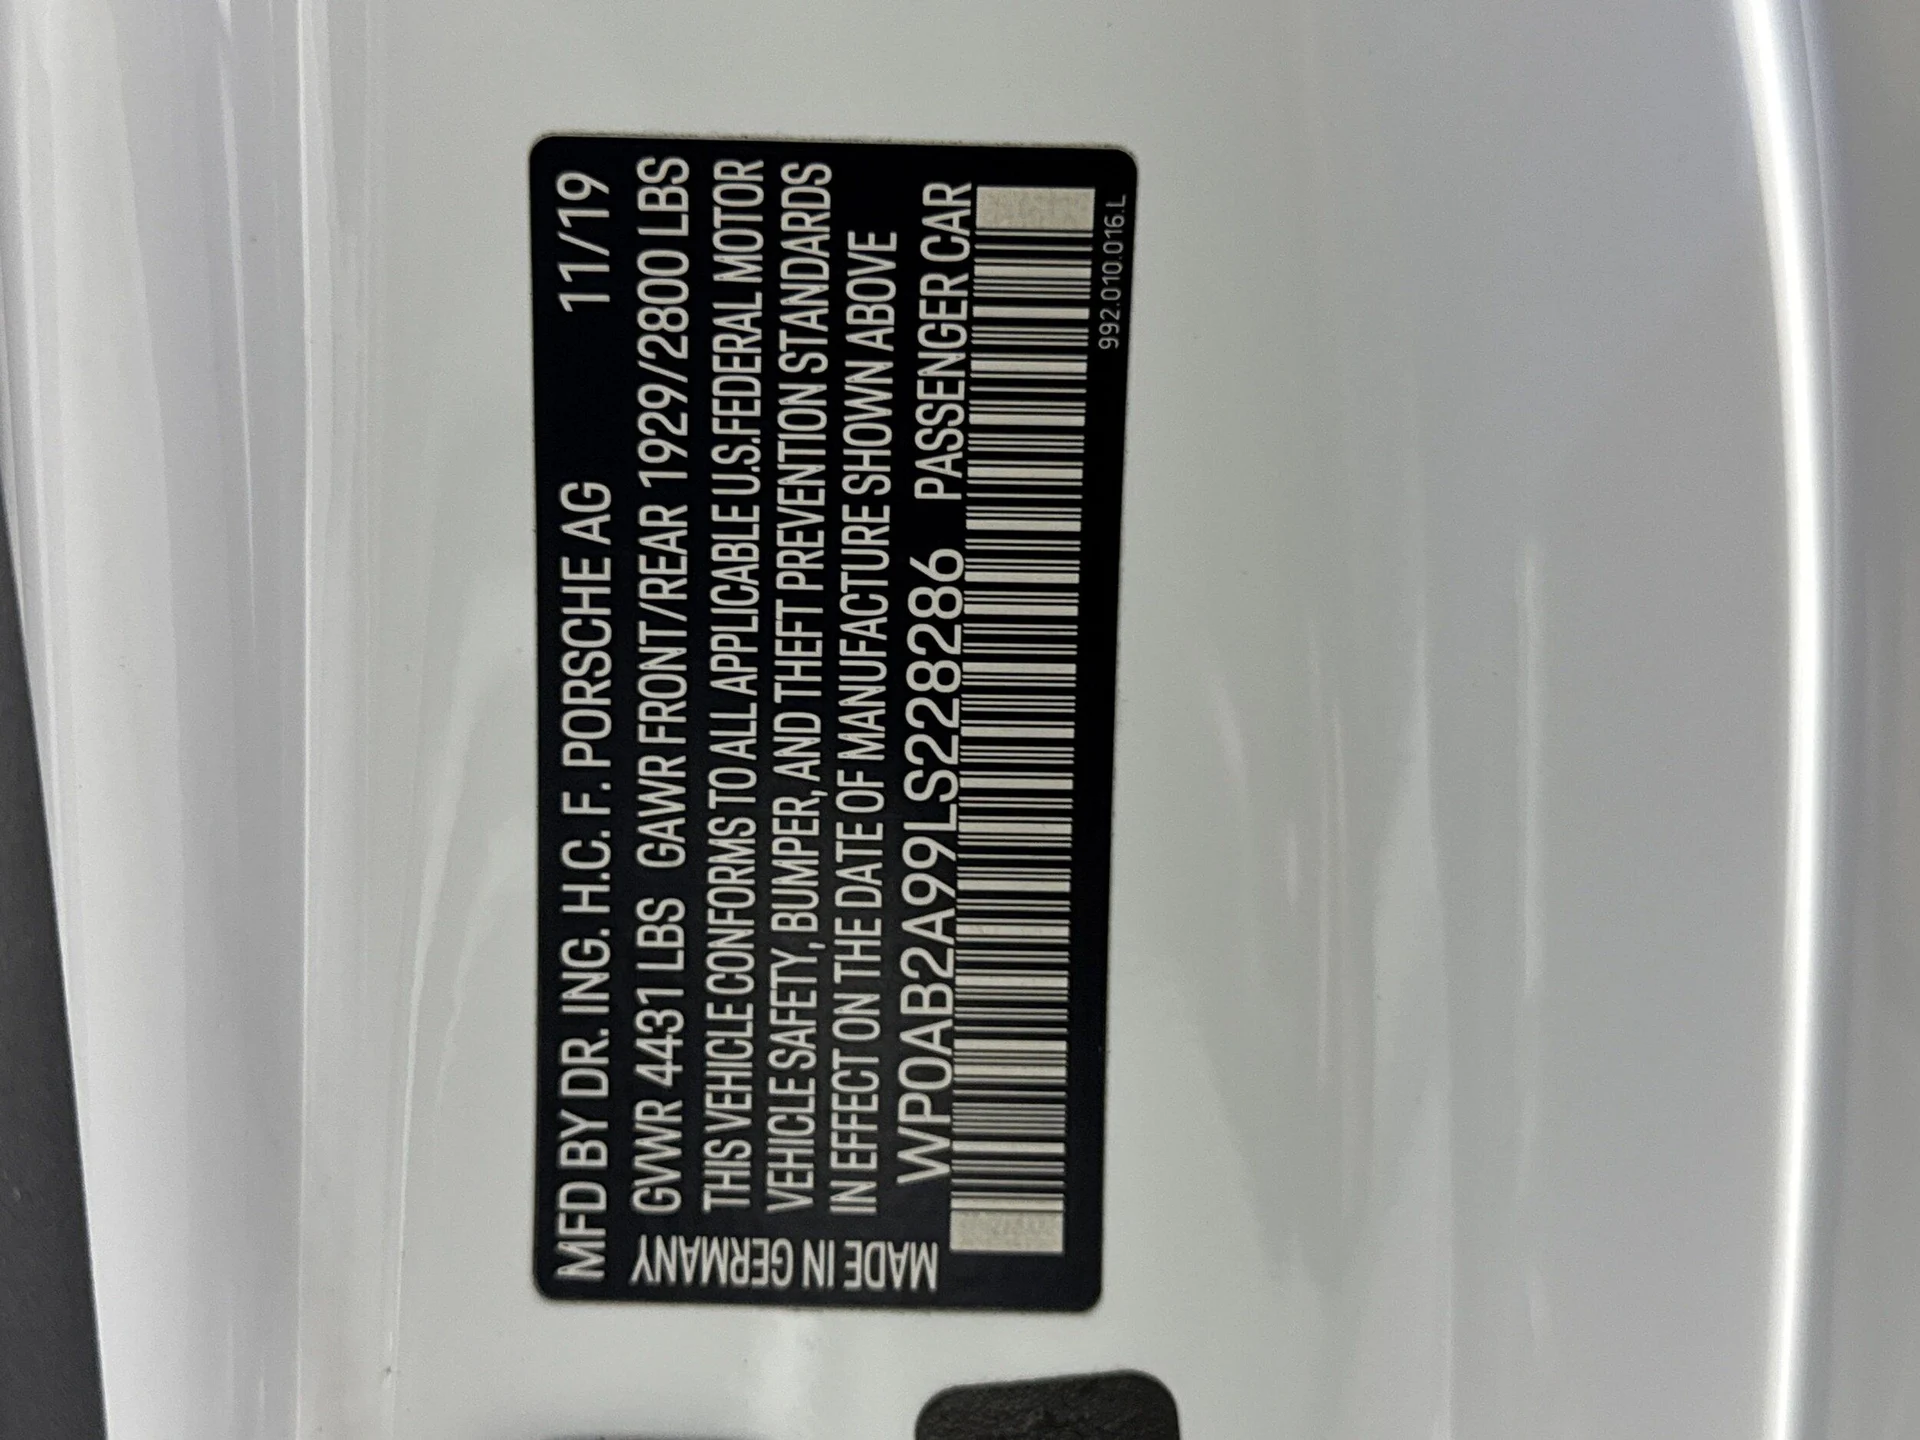 MFD BY DR. ING. H.C. F. PORSCHE AG 11/19
GVWR 4431 LBS GAWR FRONT/REAR 1929/2800 LBS
THIS VEHICLE CONFORMS TO ALL APPLICABLE U.S.FEDERAL MOTOR
VEHICLE SAFETY, BUMPER, AND THEFT PREVENTION STANDARDS
IN EFFECT ON THE DATE OF MANUFACTURE SHOWN ABOVE
WP0AB2A99LS228286 PASSENGER CAR
MADE IN GERMANY
992.010.016.L